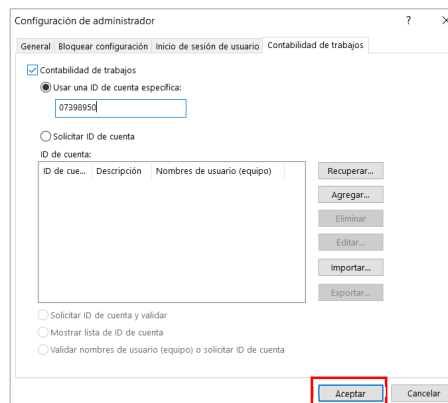 Configuración de administrador ? X
General Bloquear configuración Inicio de sesión de usuario Contabilidad de trabajos
Contabilidad de trabajos
Usar una ID de cuenta específica:
07398950
Solicitar ID de cuenta
ID de cuenta:
ID de cue... Descripción Nombres de usuario (equipo)
Recuperar...
Agregar...
Eliminar
Editar...
Importar...
Exportar...
Solicitar ID de cuenta y validar
Mostrar lista de ID de cuenta
Validar nombres de usuario (equipo) o solicitar ID de cuenta
Aceptar Cancelar